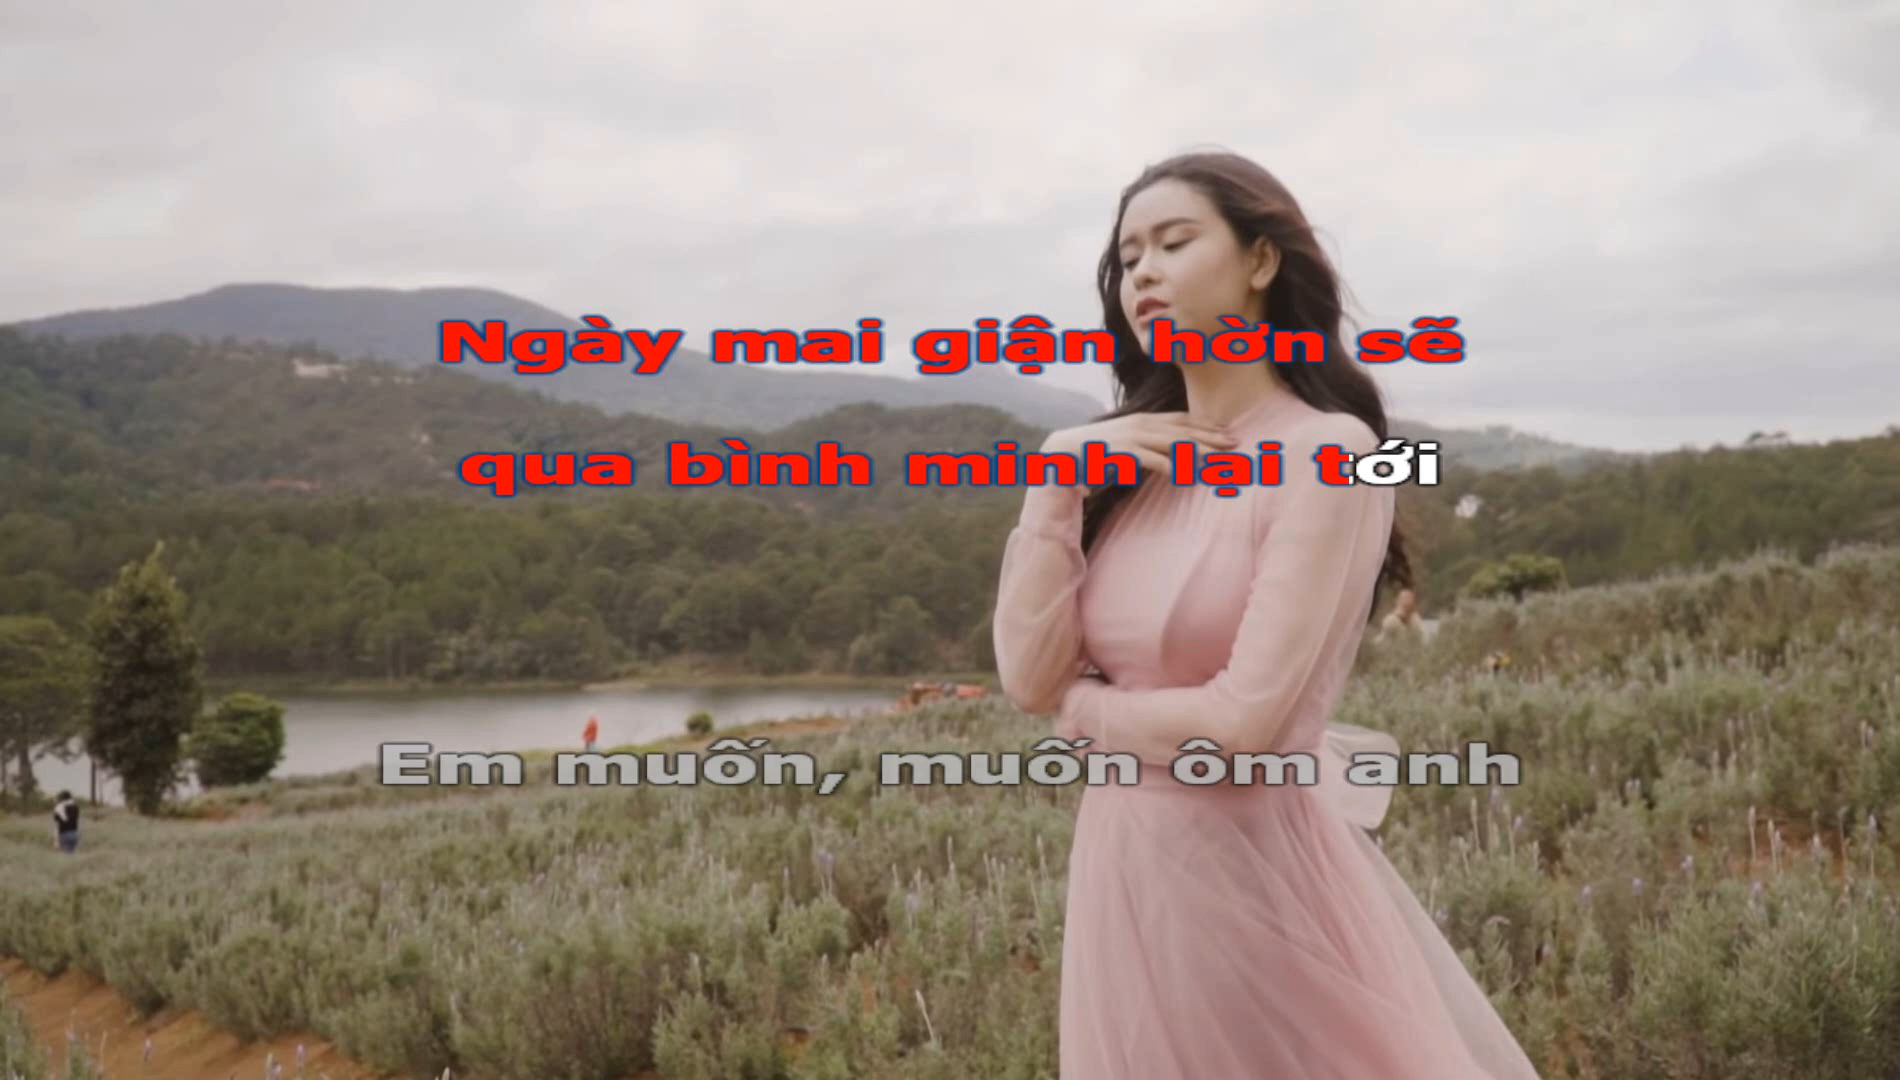 Ngày mai giận hờn sẽ
qua bình minh lại tới
Em muốn, muốn ôm anh